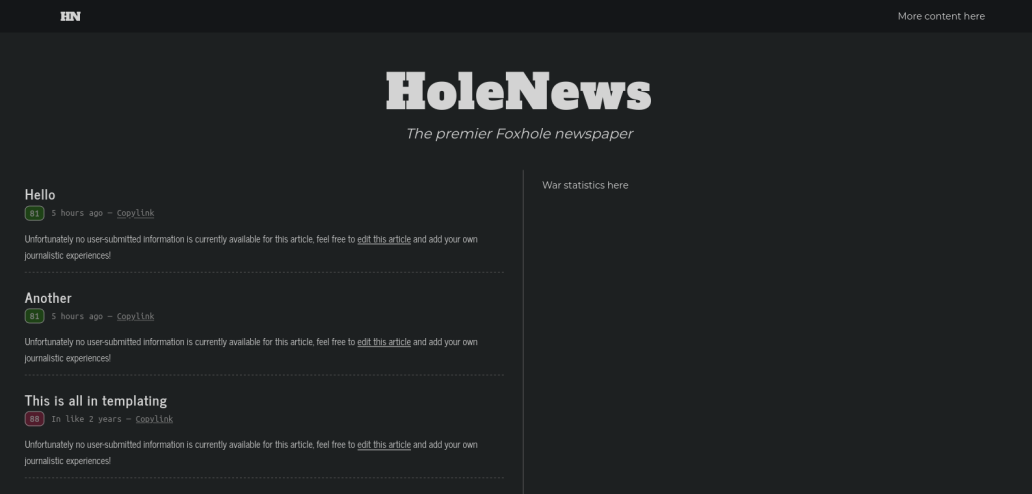 HN
More content here
HoleNews
The premier Foxhole newspaper
Hello
81 5 hours ago – Copylink
Unfortunately no user-submitted information is currently available for this article, feel free to edit this article and add your own
journalistic experiences!
Another
81 5 hours ago – Copylink
Unfortunately no user-submitted information is currently available for this article, feel free to edit this article and add your own
journalistic experiences!
This is all in templating
88 In like 2 years – Copylink
Unfortunately no user-submitted information is currently available for this article, feel free to edit this article and add your own
journalistic experiences!
War statistics here